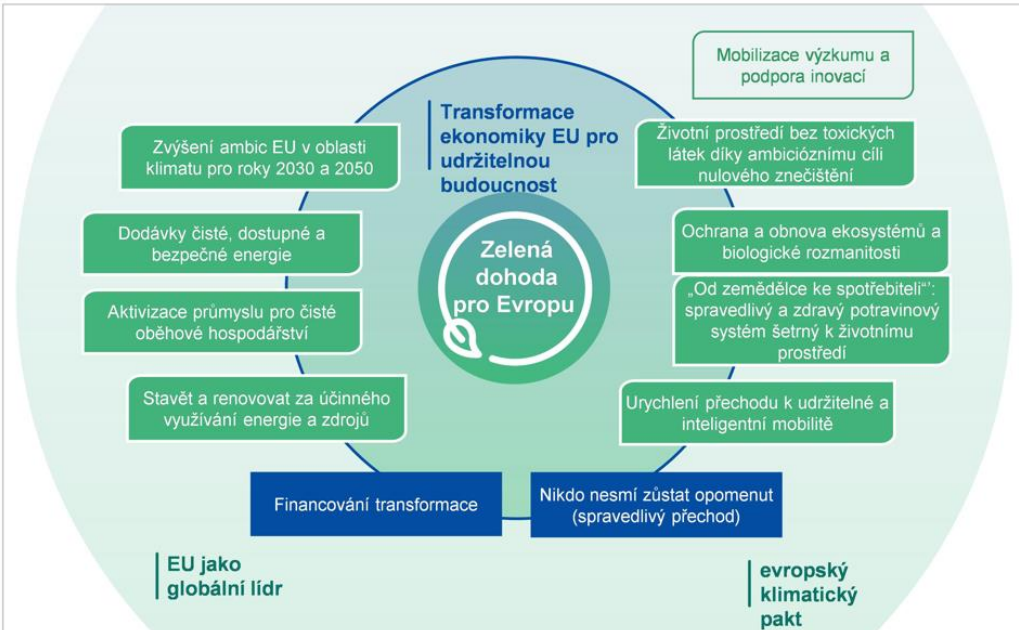 Mobilizace výzkumu a
podpora inovací
Transformace
ekonomiky EU pro
udržitelnou
budoucnost
Zvýšení ambic EU v oblasti
klimatu pro roky 2030 a 2050
Životní prostředí bez toxických
látek díky ambicióznímu cíli
nulového znečištění
Dodávky čisté, dostupné a
bezpečné energie
Ochrana a obnova ekosystémů a
biologické rozmanitosti
Zelená
dohoda
pro Evropu
Aktivizace průmyslu pro čisté
oběhové hospodářství
„Od zemědělce ke spotřebiteli“':
spravedlivý a zdravý potravinový
systém šetrný k životnímu
prostředí
Stavět a renovovat za účinného
využívání energie a zdrojů
Urychlení přechodu k udržitelné a
inteligentní mobilitě
Financování transformace
Nikdo nesmí zůstat opomenut
(spravedlivý přechod)
EU jako
globální lídr
evropský
klimatický
pakt